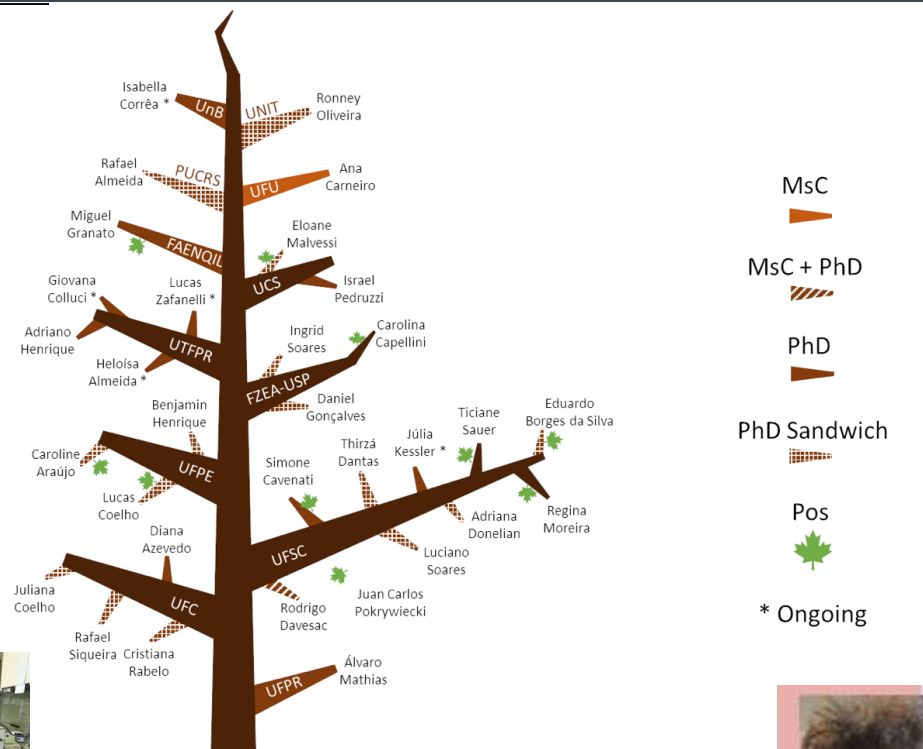 Isabella
Corrêa *
UnB
UNIT
Ronney
Oliveira
Rafael
Almeida
PUCRS
UFU
Ana
Carneiro
Miguel
Granato
FAENQIL
Eloane
Malvessi
UCS
Israel
Pedruzzi
Giovana
Colluci *
Lucas
Zafanelli *
Adriano
Henrique
UTFPR
Heloísa
Almeida *
Ingrid
Soares
Carolina
Capellini
FZEA-USP
Daniel
Gonçalves
Benjamin
Henrique
Caroline
Araújo
UFPE
Lucas
Coelho
Simone
Cavenati
Thirzá
Dantas
Júlia
Kessler *
Ticiane
Sauer
Eduardo
Borges da Silva
Regina
Moreira
Adriana
Donelian
Luciano
Soares
UFSC
Juan Carlos
Pokrywiecki
Rodrigo
Davesac
Diana
Azevedo
Juliana
Coelho
UFC
Rafael
Siqueira
Cristiana
Rabelo
UFPR
Álvaro
Mathias
MsC
MsC + PhD
PhD
PhD Sandwich
Pos
* Ongoing